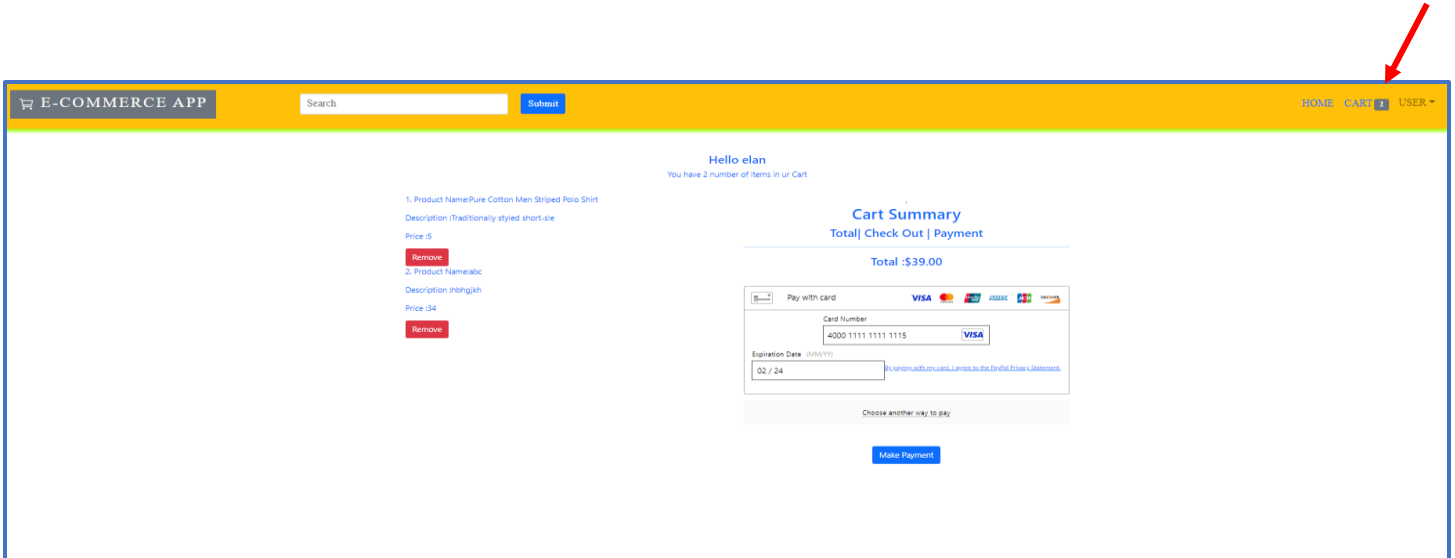 E-COMMERCE APP
Search
Submit
HOME CART 2 USER
Hello elan
You have 2 number of items in ur Cart
1. Product Name:Pure Cotton Men Striped Polo Shirt
Description :Traditionally styled short-sle
Price :5
Remove
2. Product Name:abc
Description :hbhgjkh
Price :34
Remove
Cart Summary
Total| Check Out | Payment
Total :$39.00
Pay with card
VISA
DISCOVER
Card Number
4000 1111 1111 1115
VISA
Expiration Date (MM/YY)
02 / 24
By paying with my card, I agree to the PayPal Privacy Statement.
Choose another way to pay
Make Payment